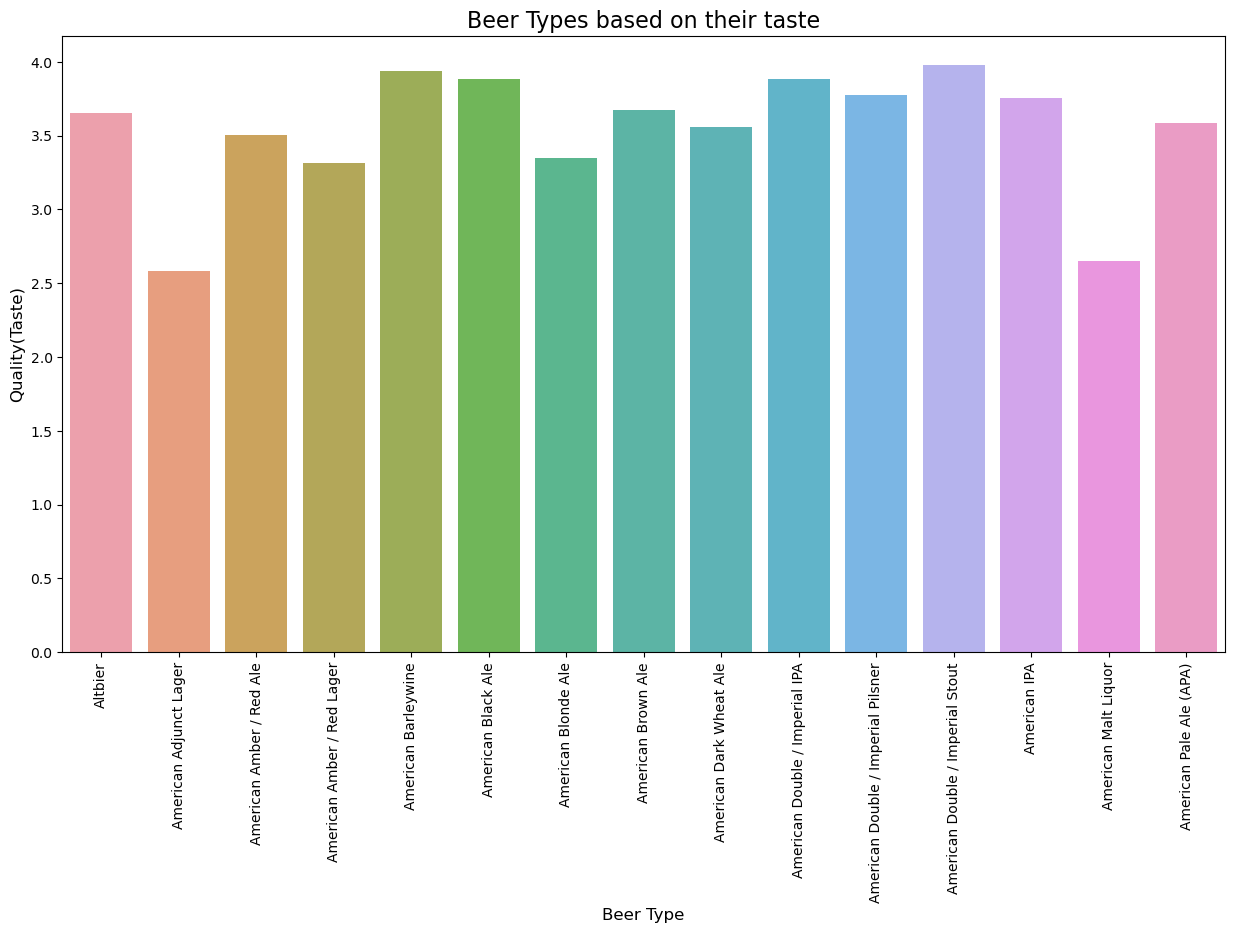 Beer Types based on their taste
Quality(Taste)
4.0
3.5
3.0
2.5
2.0
1.5
1.0
0.5
0.0
Altbier
American Adjunct Lager
American Amber / Red Ale
American Amber / Red Lager
American Barleywine
American Black Ale
American Blonde Ale
American Brown Ale
American Dark Wheat Ale
American Double / Imperial IPA
American Double / Imperial Pilsner
American Double / Imperial Stout
American IPA
American Malt Liquor
American Pale Ale (APA)
Beer Type